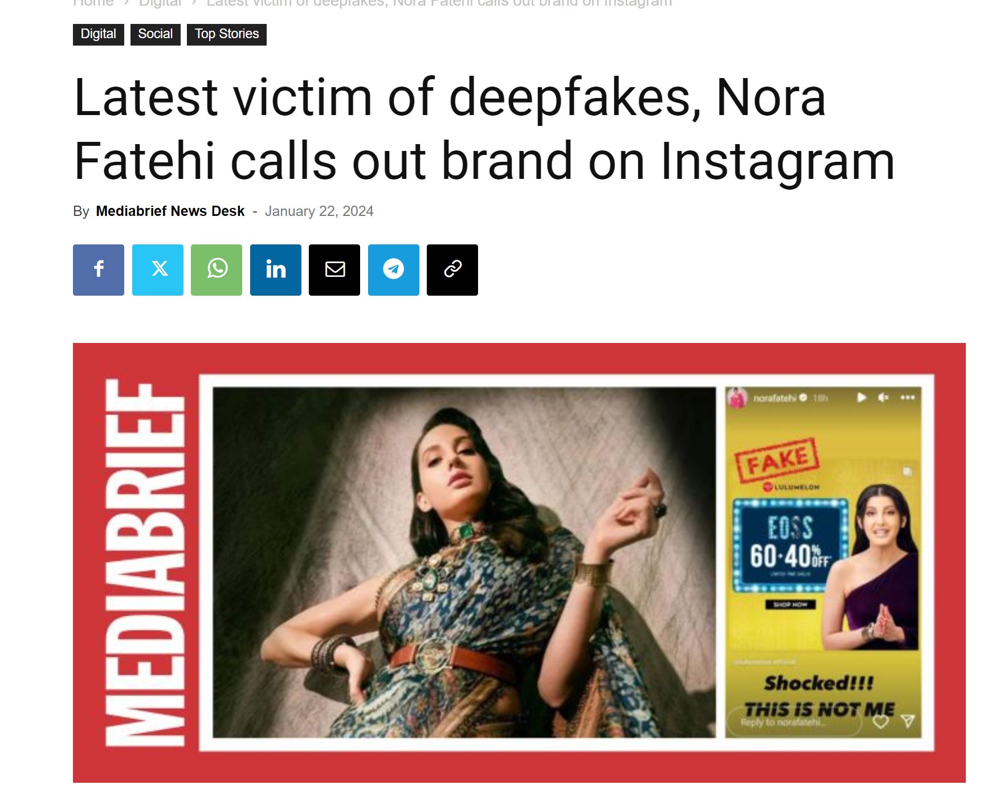 Home › Digital › Latest victim of deepfakes, Nora Fatehi calls out brand on Instagram
Digital Social Top Stories
Latest victim of deepfakes, Nora
Fatehi calls out brand on Instagram
By Mediabrief News Desk - January 22, 2024
MEDIABRIEF
norafatehi 18h
FAKE
LULUMELON
EOSS
60-40% OFF*
SHOP NOW
Shocked!!!
THIS IS NOT ME
Reply to norafatehi...